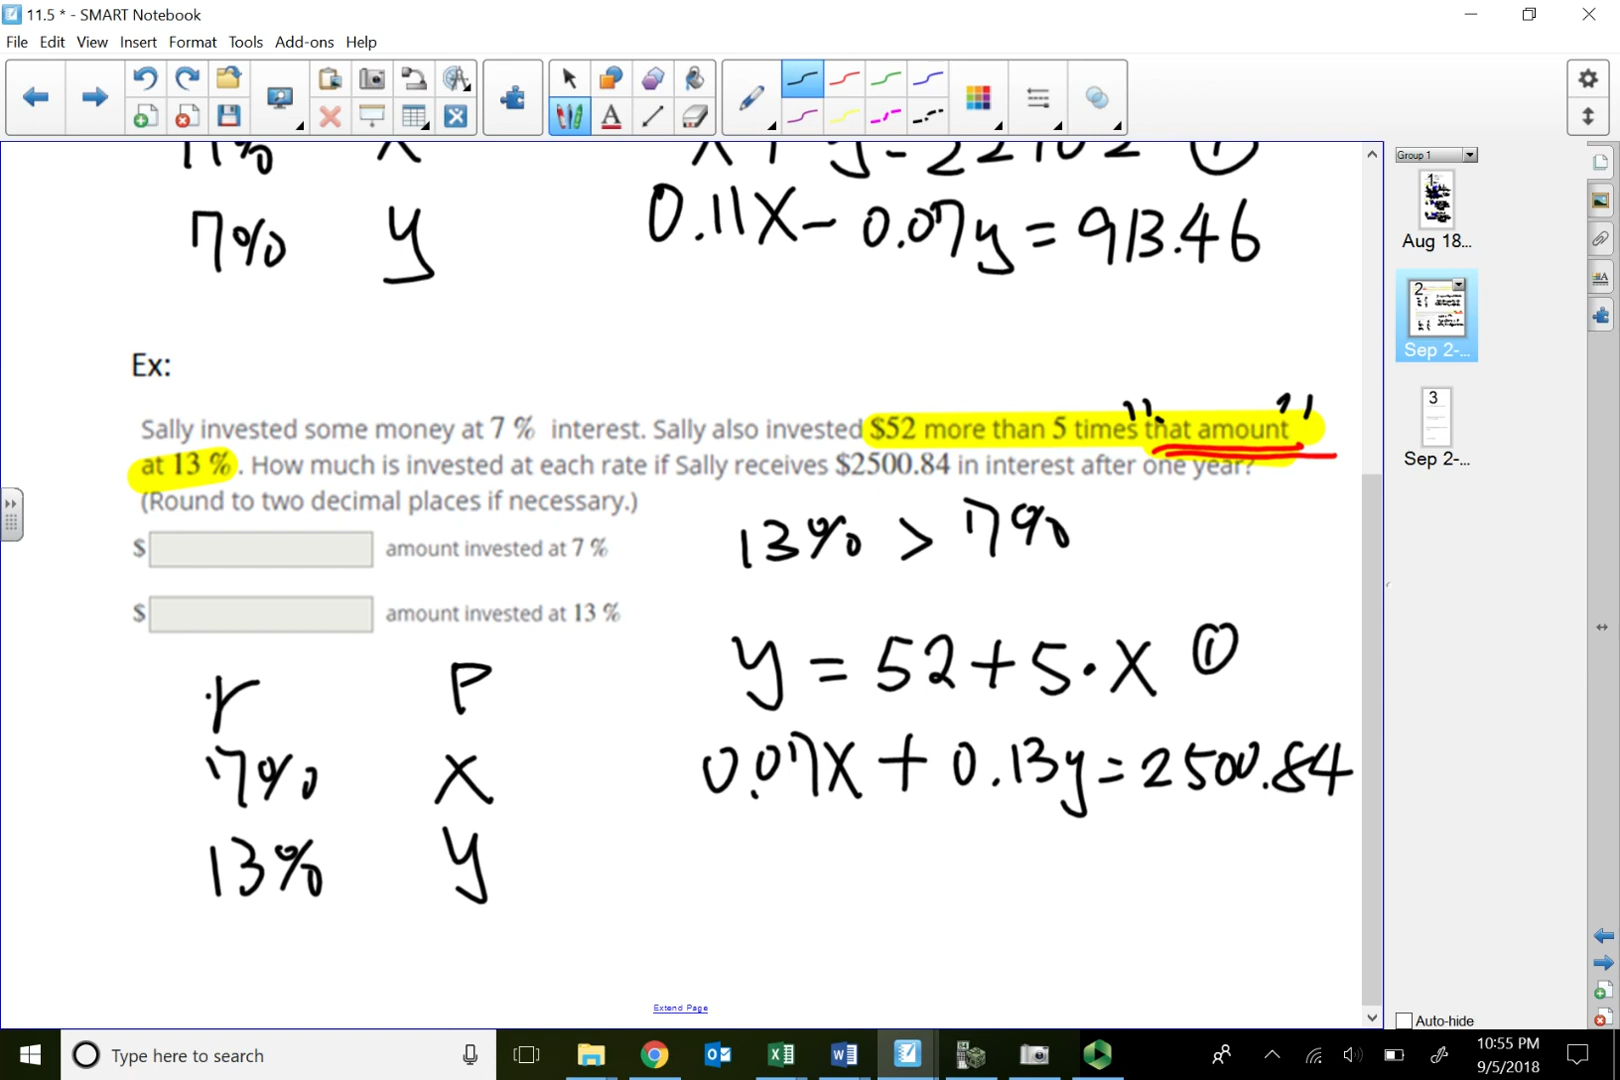 11.5 * - SMART Notebook
File Edit View Insert Format Tools Add-ons Help
Group 1
1
Aug 18...
2
Sep 2-...
3
Sep 2-...
11% x x + y = 22102 ①
7% y 0.11x - 0.07y = 913.46
Ex:
Sally invested some money at 7 % interest. Sally also invested $52 more than 5 times that amount
at 13 % . How much is invested at each rate if Sally receives $2500.84 in interest after one year?
(Round to two decimal places if necessary.)
13% > 7%
$ amount invested at 7 %
$ amount invested at 13 %
y = 52 + 5 · x ①
r P
7% x 0.07x + 0.13y = 2500.84
13% y
Extend Page
Auto-hide
Type here to search
10:55 PM
9/5/2018